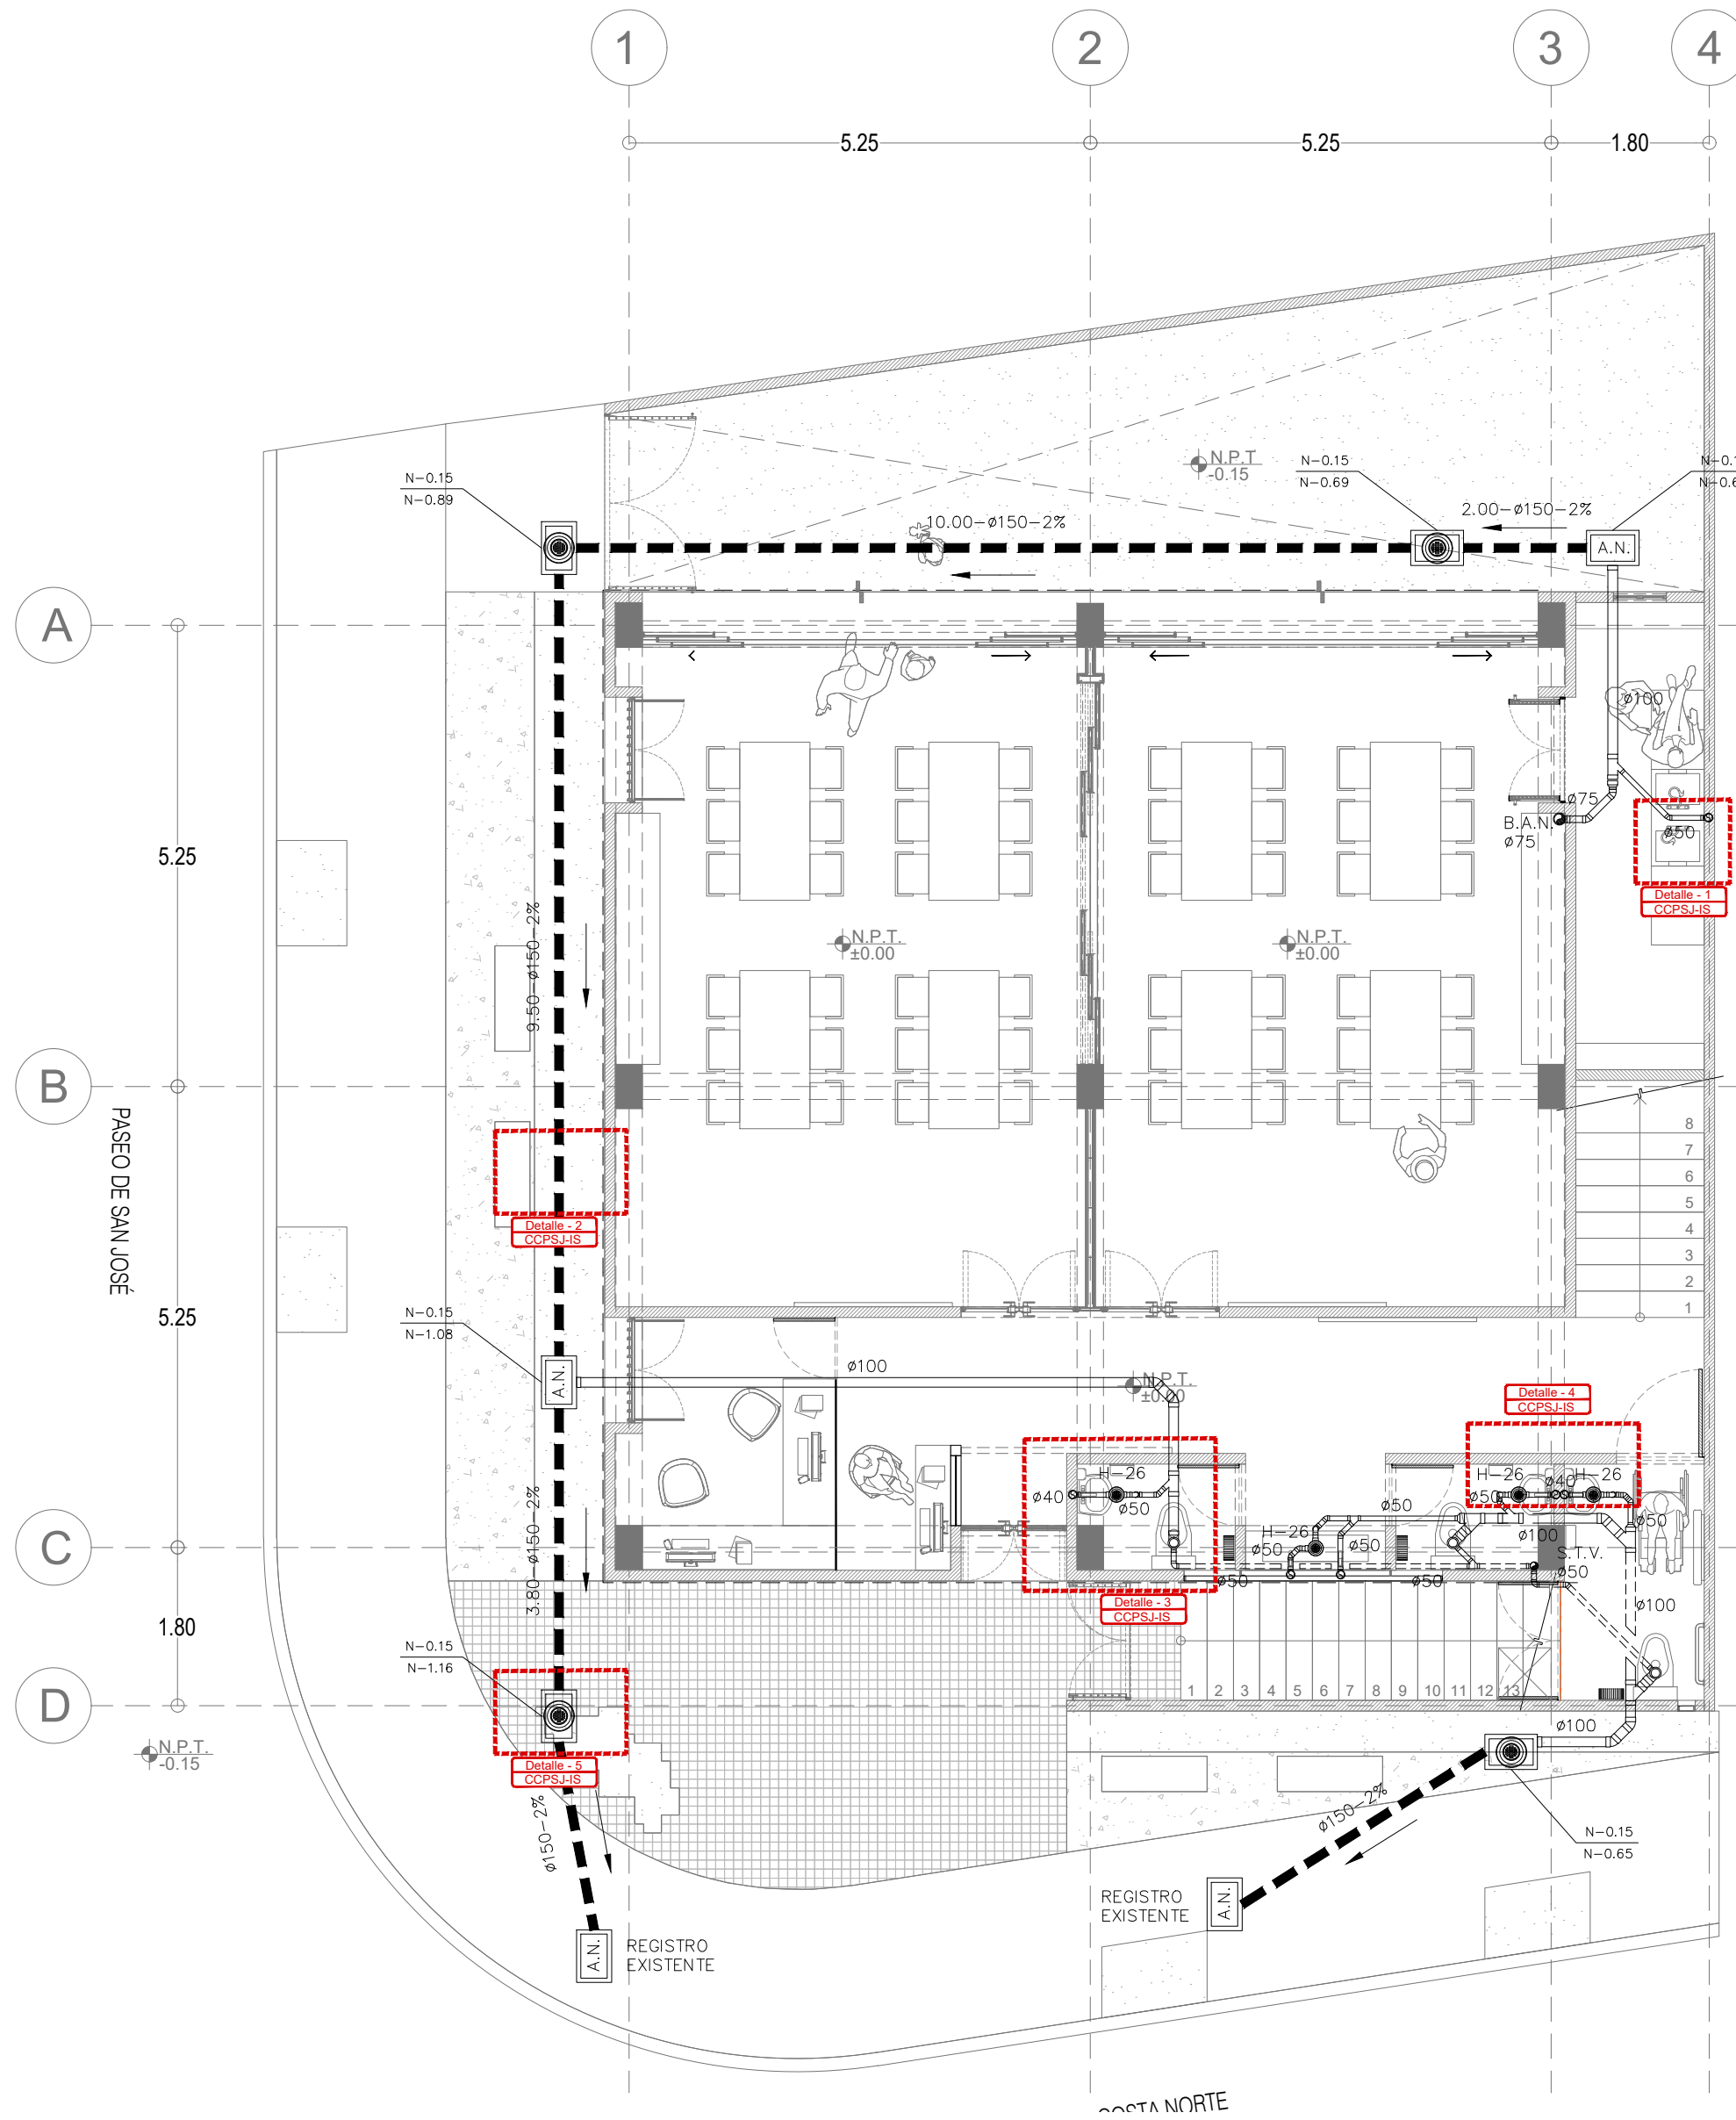 1
2
3
4
5.25
5.25
1.80
N.P.T
-0.15
N-0.15
N-0.89
N-0.15
N-0.69
10.00-ø150-2%
2.00-ø150-2%
A.N.
A
ø100
ø75
B.A.N.
ø75
ø50
Detalle - 1
CCPSJ-IS
5.25
9.50-ø150-2%
N.P.T.
±0.00
N.P.T.
±0.00
B
PASEO DE SAN JOSÉ
8
7
6
5
4
3
2
1
Detalle - 2
CCPSJ-IS
5.25
N-0.15
N-1.08
A.N.
ø100
N.P.T.
±0.00
Detalle - 4
CCPSJ-IS
H-26
ø40
ø50
H-26
ø40
H-26
ø50
ø50
ø50
H-26
ø50
ø100
S.T.V.
ø50
ø50
ø50
C
3.80-ø150-2%
Detalle - 3
CCPSJ-IS
ø100
1.80
N-0.15
N-1.16
1
2
3
4
5
6
7
8
9
10
11
12
13
D
ø100
N.P.T.
-0.15
Detalle - 5
CCPSJ-IS
ø150-2%
ø150-2%
N-0.15
N-0.65
REGISTRO
EXISTENTE
A.N.
A.N.
REGISTRO
EXISTENTE
NORTE